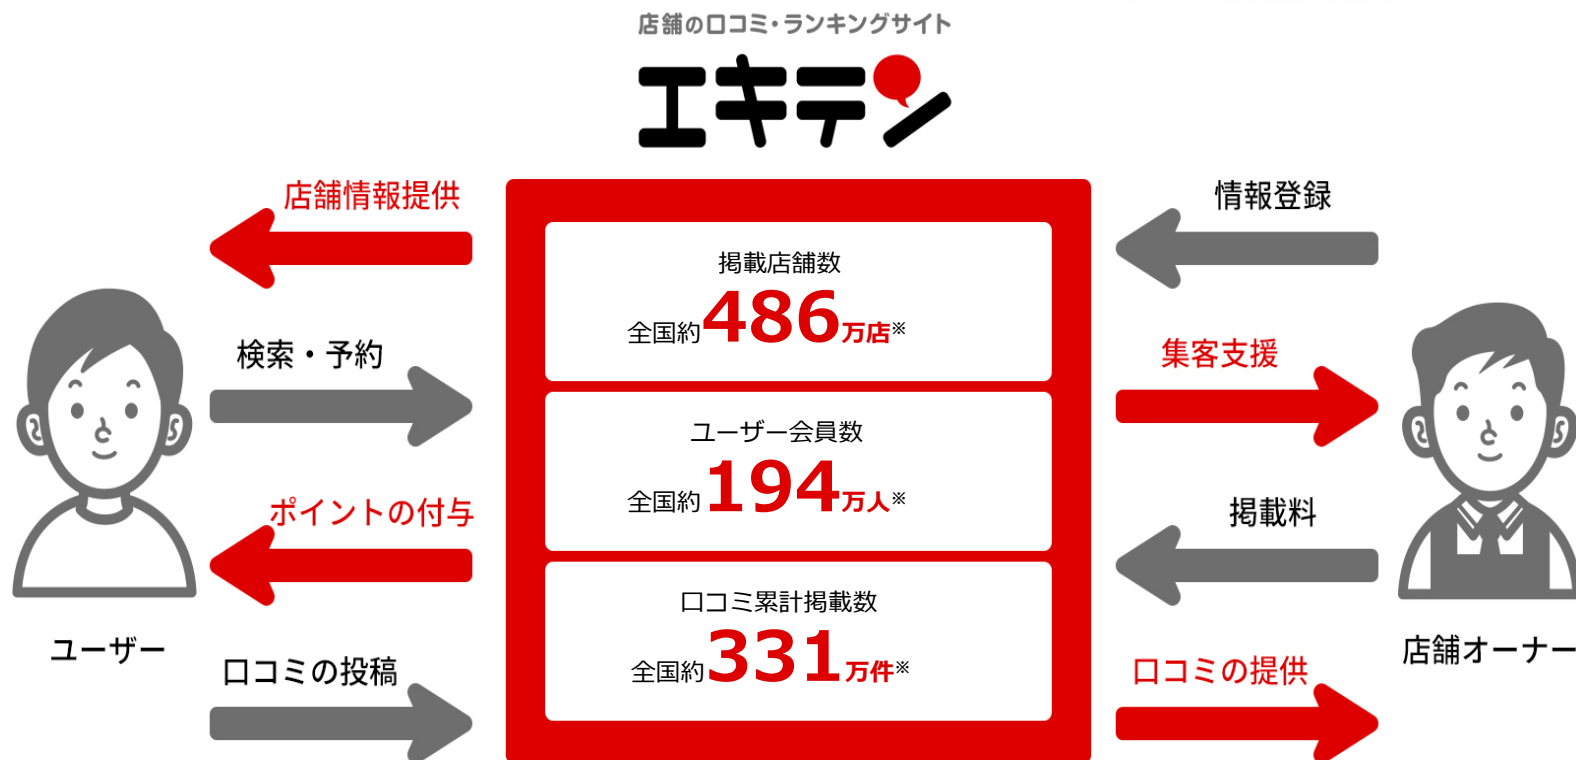 店舗の口コミ・ランキングサイト
エキテン
店舗情報提供
検索・予約
ポイントの付与
口コミの投稿
ユーザー
掲載店舗数
全国約486万店※
ユーザー会員数
全国約194万人※
口コミ累計掲載数
全国約331万件※
情報登録
集客支援
掲載料
口コミの提供
店舗オーナー